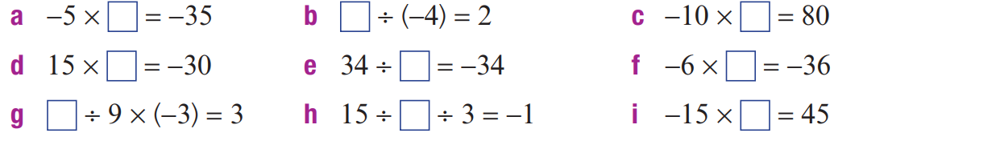 a –5 × □ = –35 b □ ÷ (–4) = 2 c –10 × □ = 80
d 15 × □ = –30 e 34 ÷ □ = –34 f –6 × □ = –36
g □ ÷ 9 × (–3) = 3 h 15 ÷ □ ÷ 3 = –1 i –15 × □ = 45